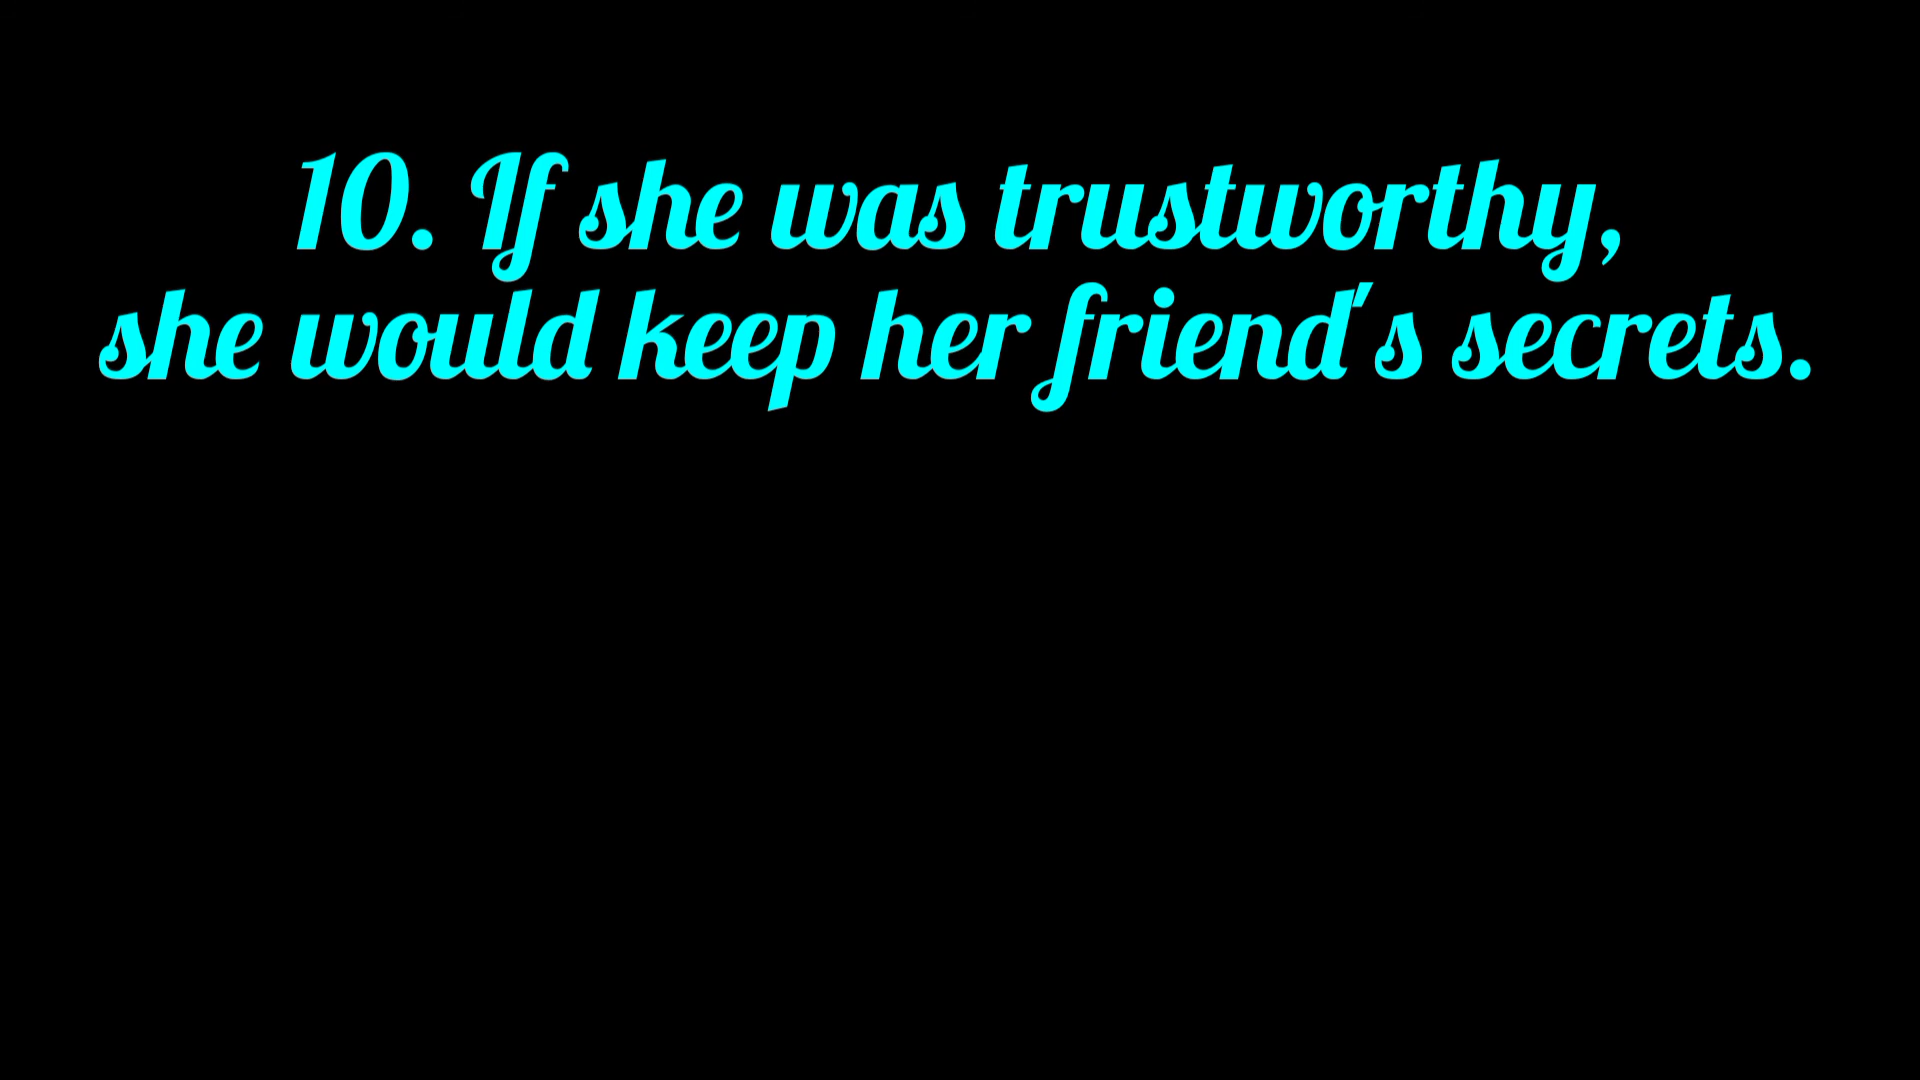 10. If she was trustworthy,
she would keep her friend's secrets.